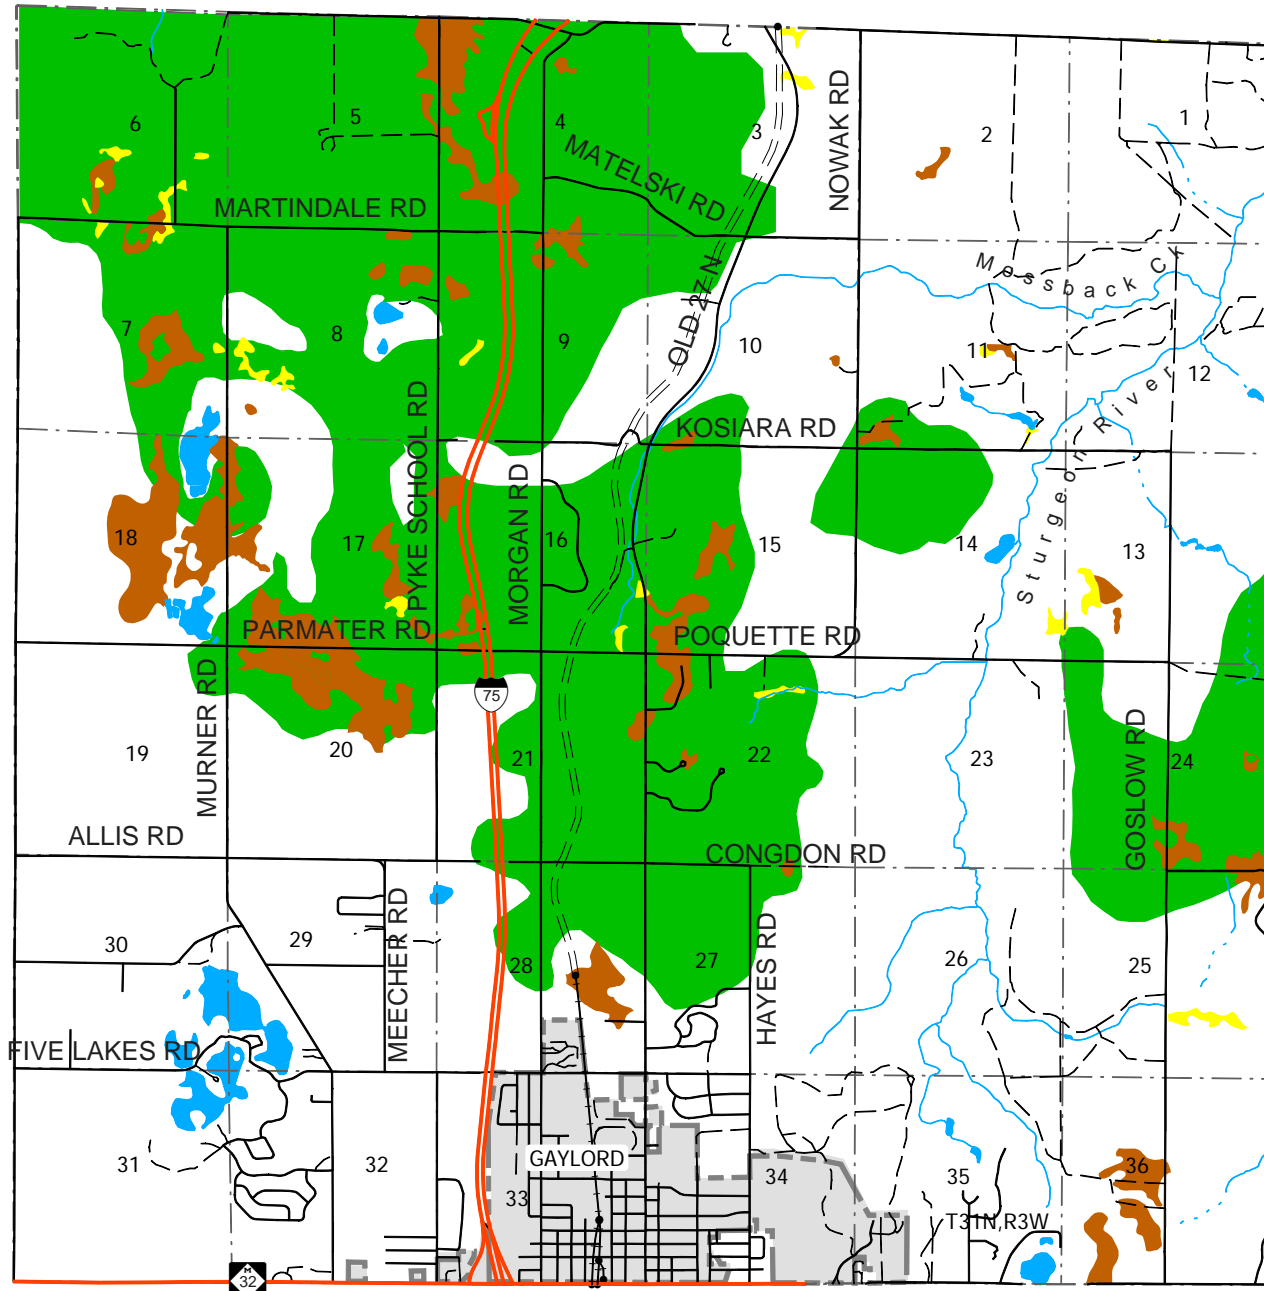 6
5
4
3
2
1
MATELSKI RD
NOWAK RD
MARTINDALE RD
OLD 27 N
Mossback Ck
7
8
9
10
11
12
PYKE SCHOOL RD
KOSIARA RD
Sturgeon River
MORGAN RD
18
17
16
15
14
13
PARMATER RD
POQUETTE RD
75
MURNER RD
19
20
21
22
23
24
GOSLOW RD
ALLIS RD
CONGDON RD
MEECHER RD
HAYES RD
30
29
28
27
26
25
FIVE LAKES RD
GAYLORD
31
32
33
34
35
36
T31N,R3W
M
32